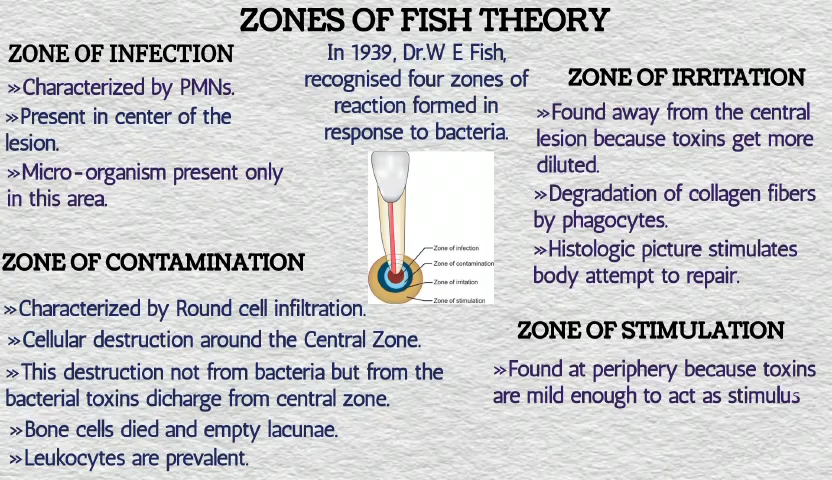 ZONES OF FISH THEORY
In 1939, Dr.W E Fish,
recognised four zones of
reaction formed in
response to bacteria.
ZONE OF INFECTION
»Characterized by PMNs.
»Present in center of the
lesion.
»Micro-organism present only
in this area.
ZONE OF CONTAMINATION
»Characterized by Round cell infiltration.
»Cellular destruction around the Central Zone.
»This destruction not from bacteria but from the
bacterial toxins dicharge from central zone.
»Bone cells died and empty lacunae.
»Leukocytes are prevalent.
Zone of infection
Zone of contamination
Zone of irritation
Zone of stimulation
ZONE OF IRRITATION
»Found away from the central
lesion because toxins get more
diluted.
»Degradation of collagen fibers
by phagocytes.
»Histologic picture stimulates
body attempt to repair.
ZONE OF STIMULATION
»Found at periphery because toxins
are mild enough to act as stimulus